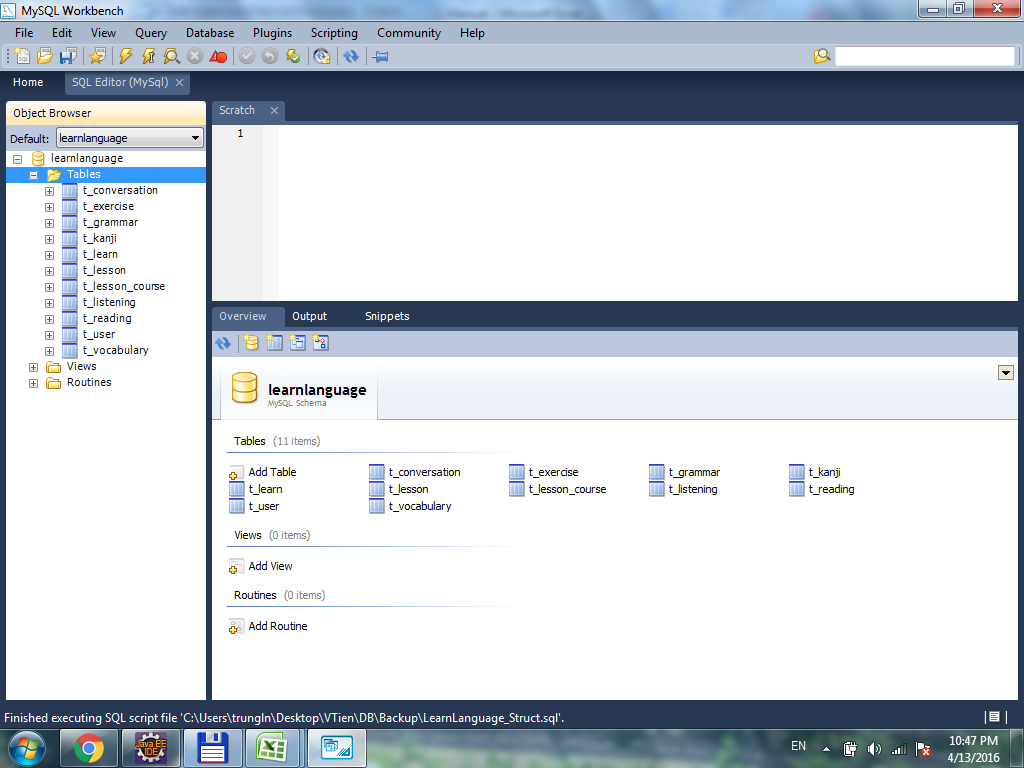 MySQL Workbench
File Edit View Query Database Plugins Scripting Community Help
Home SQL Editor (MySql)
Object Browser
Default: learnlanguage
learnlanguage
Tables
t_conversation
t_exercise
t_grammar
t_kanji
t_learn
t_lesson
t_lesson_course
t_listening
t_reading
t_user
t_vocabulary
Views
Routines
Scratch
1
Overview Output Snippets
learnlanguage
MySQL Schema
Tables (11 items)
Add Table t_conversation t_exercise t_grammar t_kanji
t_learn t_lesson t_lesson_course t_listening t_reading
t_user t_vocabulary
Views (0 items)
Add View
Routines (0 items)
Add Routine
Finished executing SQL script file 'C:\Users\trungln\Desktop\VTien\DB\Backup\LearnLanguage_Struct.sql'.
Java EE
IDE
EN
10:47 PM
4/13/2016